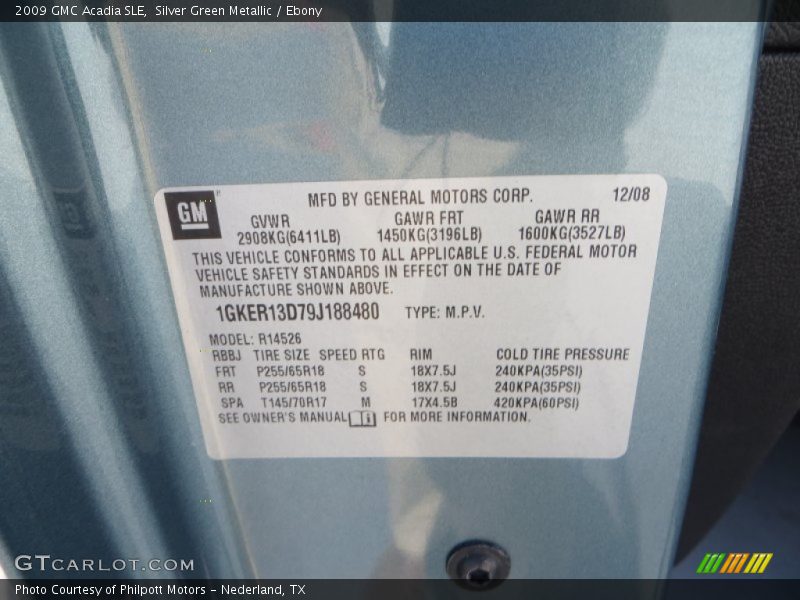 2009 GMC Acadia SLE, Silver Green Metallic / Ebony
GM
MFD BY GENERAL MOTORS CORP. 12/08
GVWR GAWR FRT GAWR RR
2908KG(6411LB) 1450KG(3196LB) 1600KG(3527LB)
THIS VEHICLE CONFORMS TO ALL APPLICABLE U.S. FEDERAL MOTOR
VEHICLE SAFETY STANDARDS IN EFFECT ON THE DATE OF
MANUFACTURE SHOWN ABOVE.
1GKER13D79J188480 TYPE: M.P.V.
MODEL: R14526
RBBJ TIRE SIZE SPEED RTG RIM COLD TIRE PRESSURE
FRT P255/65R18 S 18X7.5J 240KPA(35PSI)
RR P255/65R18 S 18X7.5J 240KPA(35PSI)
SPA T145/70R17 M 17X4.5B 420KPA(60PSI)
SEE OWNER'S MANUAL FOR MORE INFORMATION.
GTCARLOT.COM
Photo Courtesy of Philpott Motors - Nederland, TX